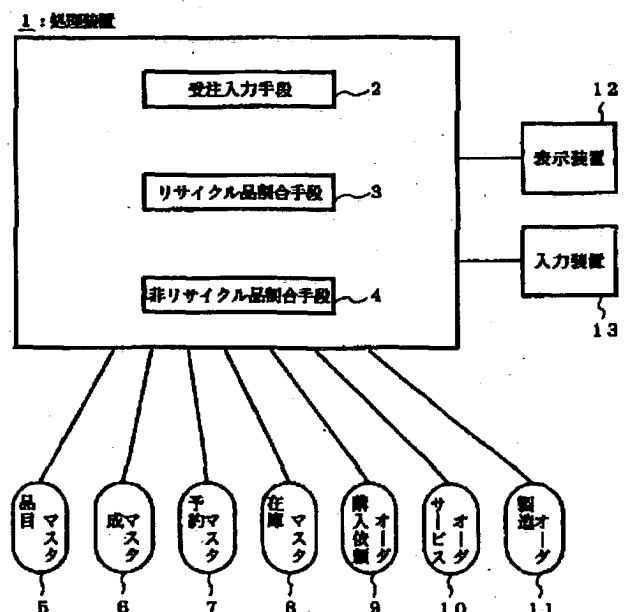 1:処理装置
受注入力手段
2
リサイクル品割合手段
3
非リサイクル品割合手段
4
12
表示装置
入力装置
13
品目マスタ
成マスタ
予約マスタ
在庫マスタ
購入依頼オーダ
サービスオーダ
製造オーダ
5
6
7
8
9
10
11